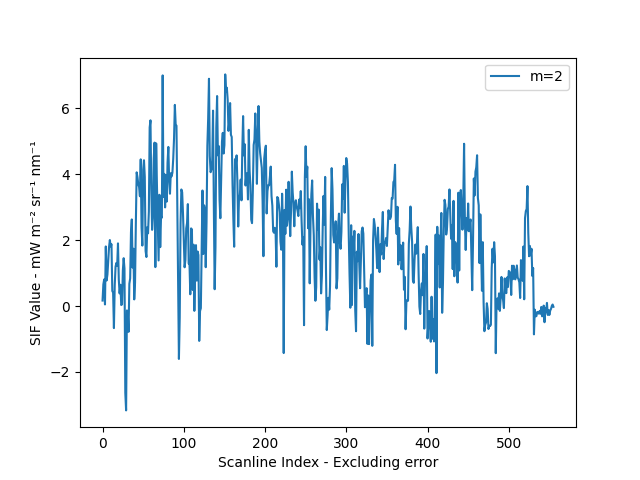 m=2
6
4
2
0
−2
SIF Value - mW m⁻² sr⁻¹ nm⁻¹
0 100 200 300 400 500
Scanline Index - Excluding error